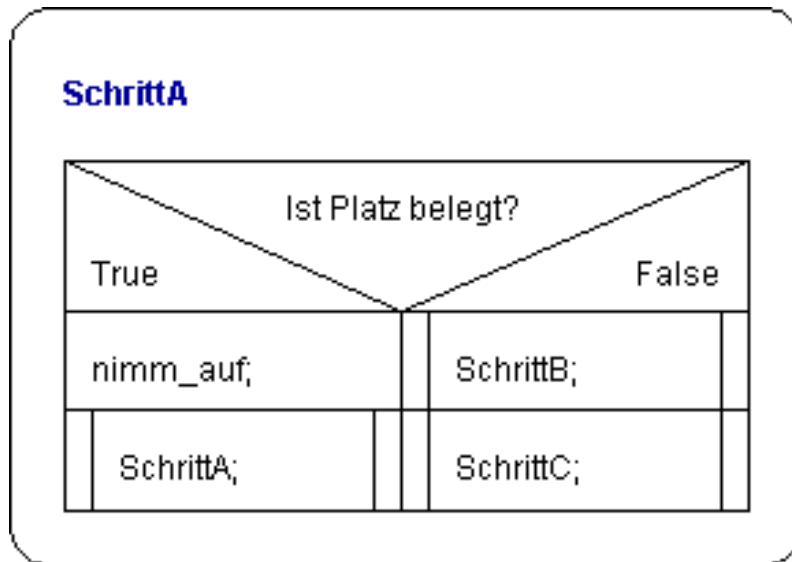 SchrittA
Ist Platz belegt?
True
False
nimm_auf;
SchrittB;
SchrittA;
SchrittC;